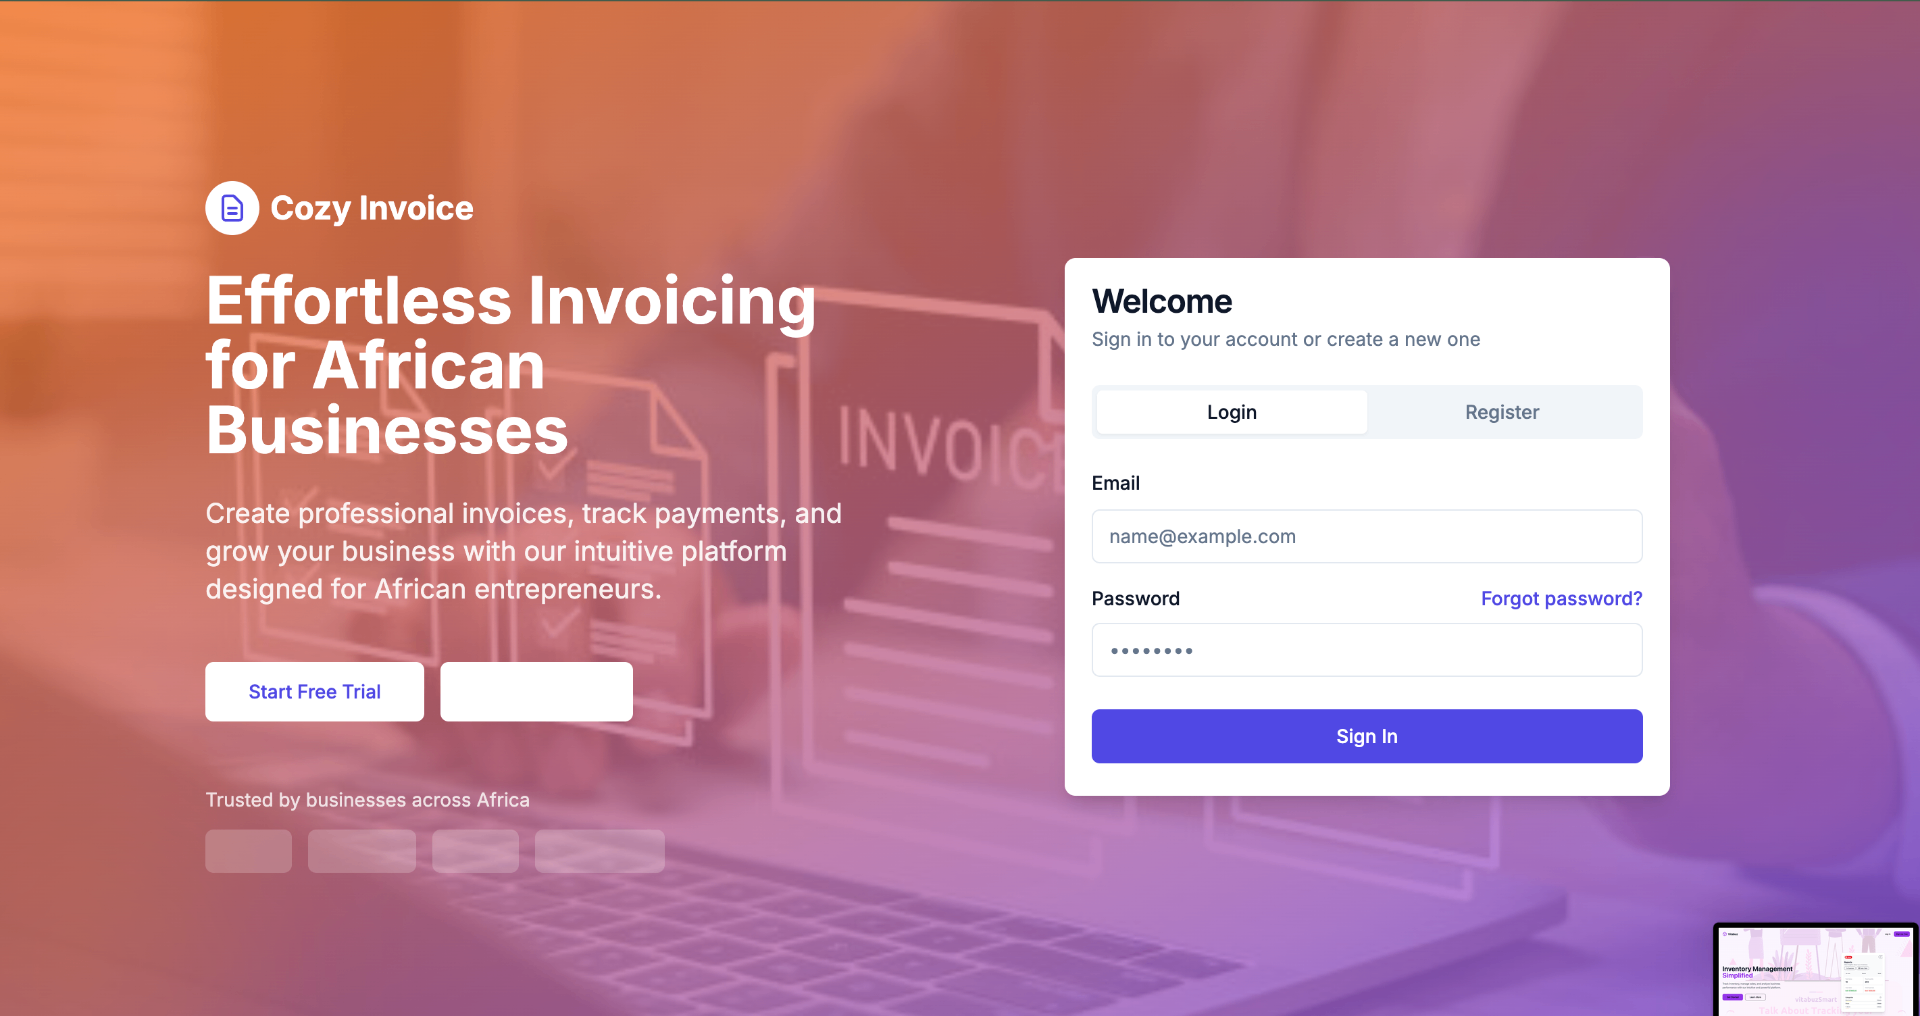 Cozy Invoice
Effortless Invoicing
for African
Businesses
Create professional invoices, track payments, and
grow your business with our intuitive platform
designed for African entrepreneurs.
Start Free Trial
Trusted by businesses across Africa
INVOICE
Welcome
Sign in to your account or create a new one
Login
Register
Email
name@example.com
Password
Forgot password?
Sign In
Inventory Management
Simplified